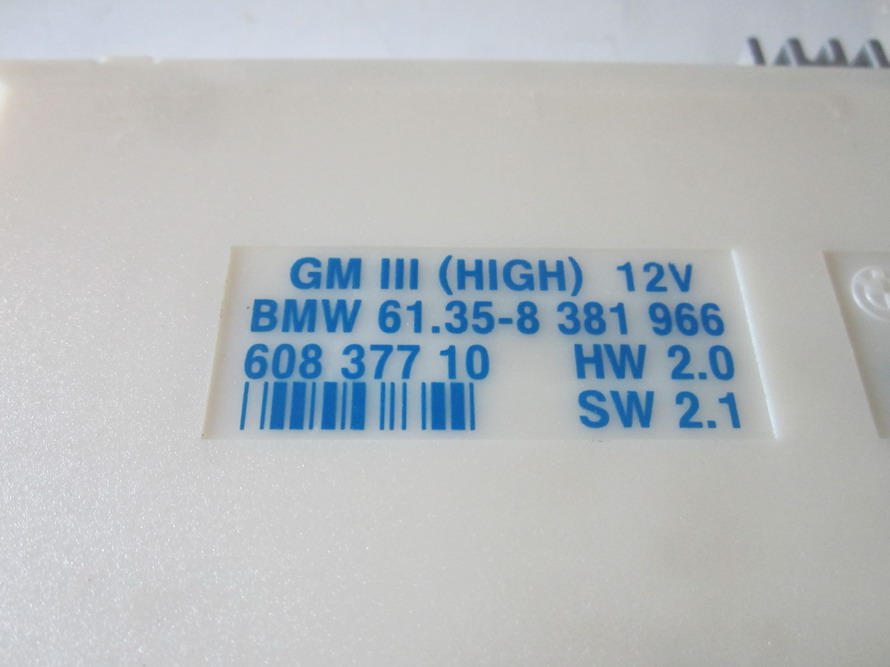 GM III (HIGH) 12V
BMW 61.35-8 381 966
608 377 10 HW 2.0
SW 2.1